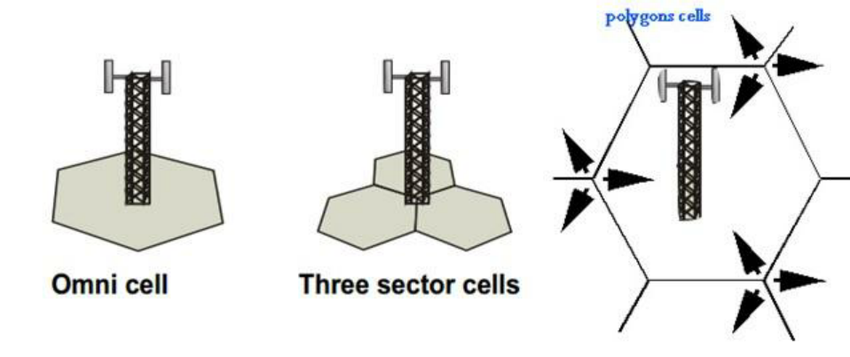 polygons cells
Omni cell
Three sector cells